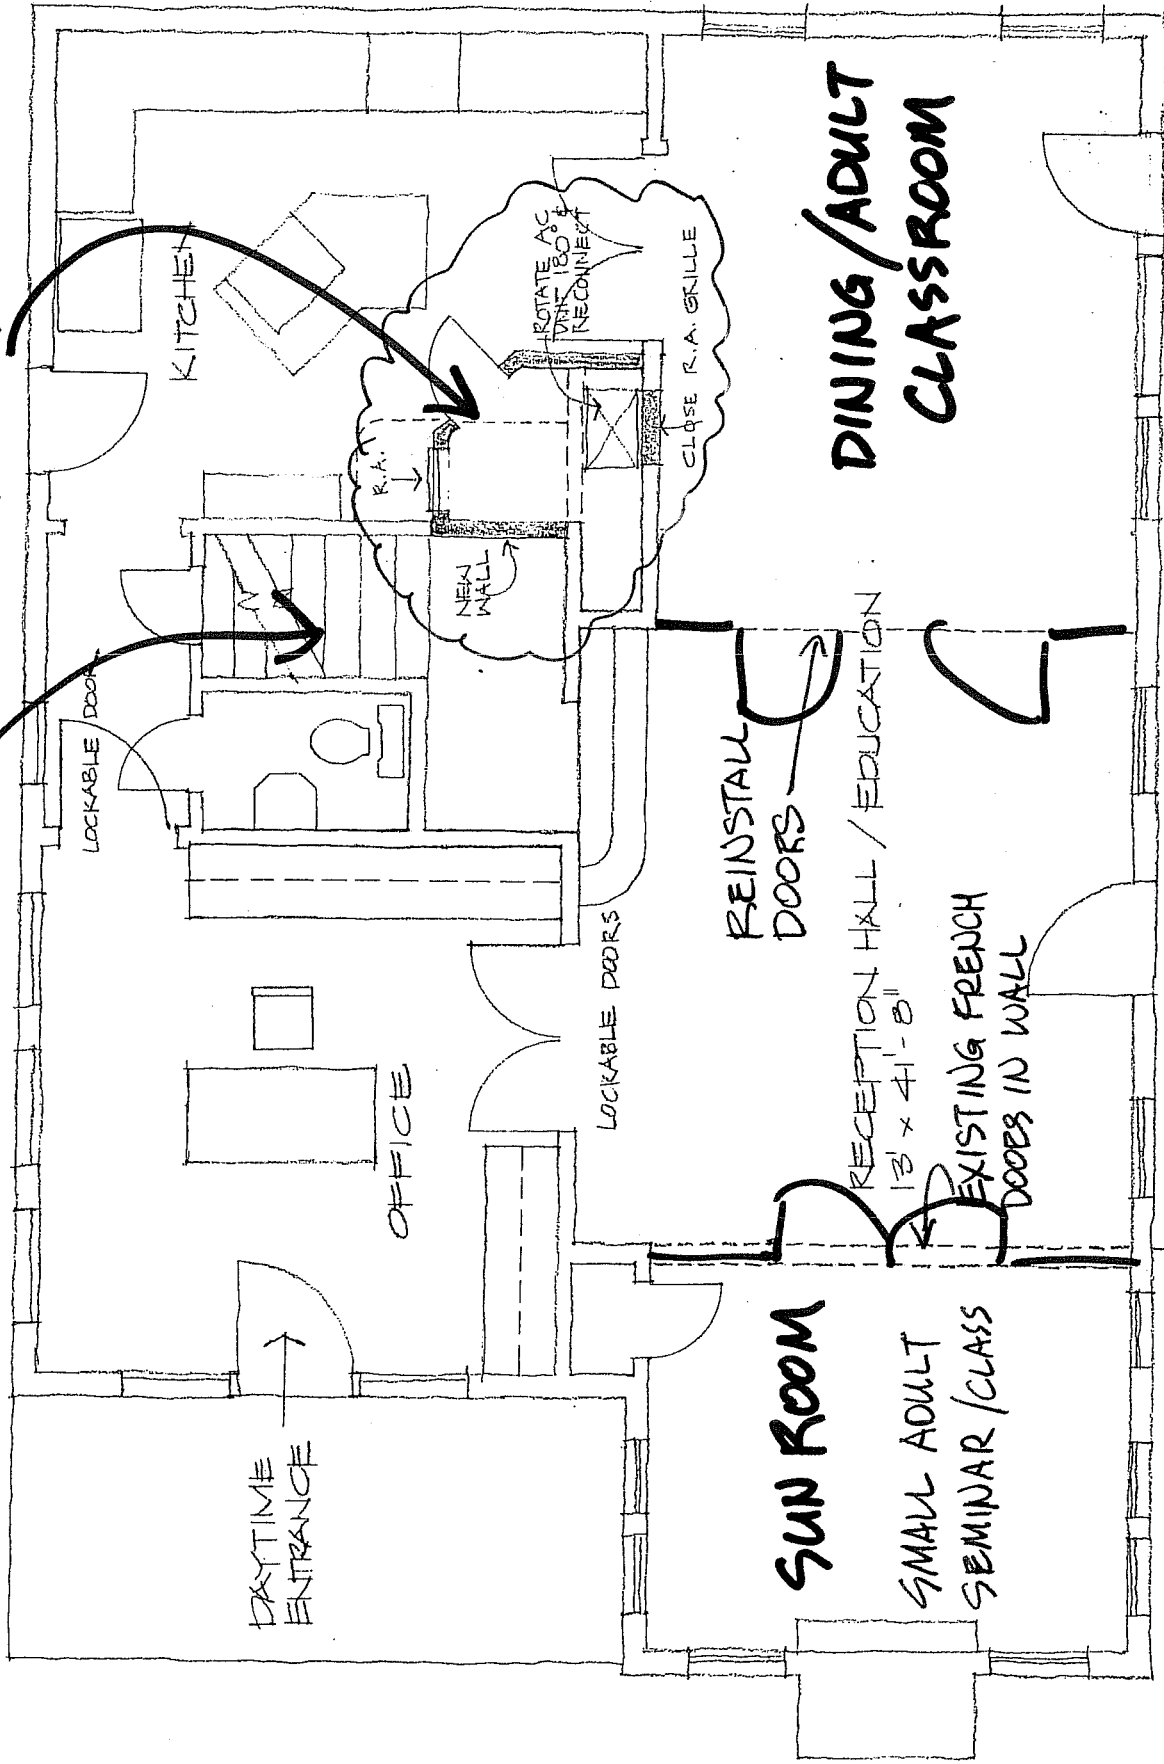 KITCHEN
ROTATE AC
UNIT 180° &
RECONNECT
CLOSE R.A. GRILLE
R.A.
NEW
WALL
DINING/ADULT
CLASSROOM
LOCKABLE DOOR
REINSTALL
DOORS
RECEPTION HALL / EDUCATION
13' x 41'-8"
EXISTING FRENCH
DOORS IN WALL
LOCKABLE DOORS
OFFICE
DAYTIME
ENTRANCE
SUN ROOM
SMALL ADULT
SEMINAR/CLASS